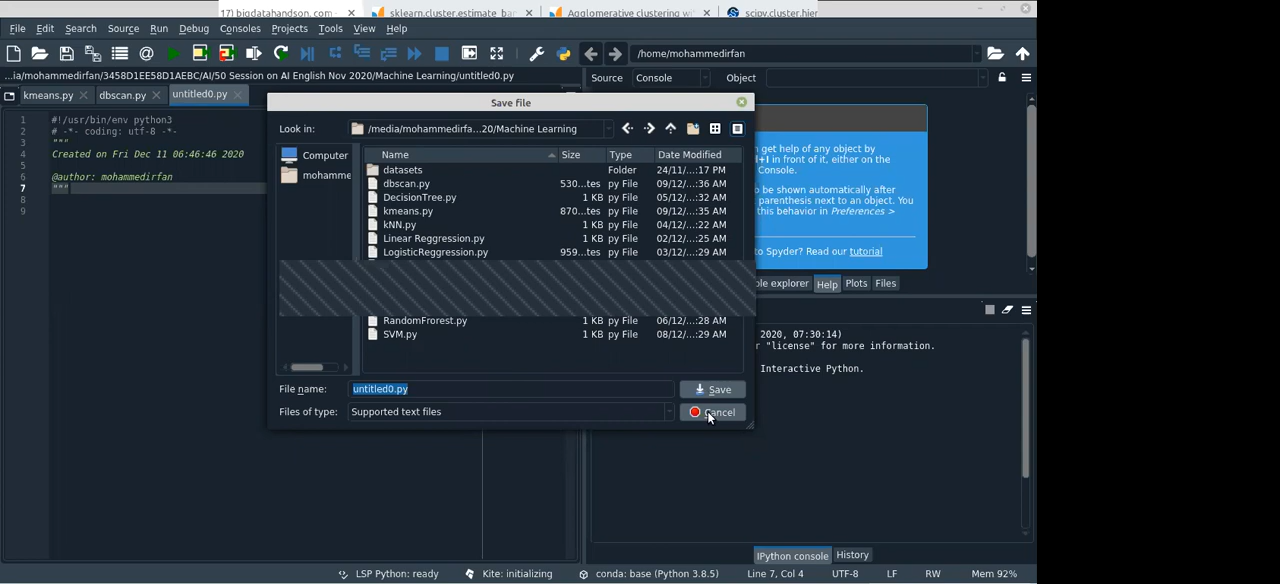 17) bigdatahandson, com
sklearn.cluster.estimate_ba
Agglomerative clustering wi
scipy.cluster.hier
File Edit Search Source Run Debug Consoles Projects Tools View Help
/home/mohammedirfan
...ia/mohammedirfan/3458D1EE58D1AEBC/AI/50 Session on AI English Nov 2020/Machine Learning/untitled0.py
Source Console Object
kmeans.py dbscan.py untitled0.py
1 #!/usr/bin/env python3
2 # -*- coding: utf-8 -*-
3 """
4 Created on Fri Dec 11 06:46:46 2020
5
6 @author: mohammedirfan
7 """
8
9
Save file
Look in: /media/mohammedirfa...20/Machine Learning
Computer
mohamme
Name Size Type Date Modified
datasets Folder 24/11/...:17 PM
dbscan.py 530...tes py File 09/12/...:36 AM
DecisionTree.py 1 KB py File 05/12/...:32 AM
kmeans.py 870...tes py File 09/12/...:35 AM
kNN.py 1 KB py File 04/12/...:22 AM
Linear Reggression.py 1 KB py File 02/12/...:25 AM
LogisticReggression.py 959...tes py File 03/12/...:29 AM
RandomFrorest.py 1 KB py File 06/12/...:28 AM
SVM.py 1 KB py File 08/12/...:29 AM
File name: untitled0.py
Save
Files of type: Supported text files
Cancel
get help of any object by
+I in front of it, either on the
Console.
so be shown automatically after
parenthesis next to an object. You
this behavior in Preferences >
to Spyder? Read our tutorial
ble explorer Help Plots Files
2020, 07:30:14)
r "license" for more information.
Interactive Python.
IPython console History
LSP Python: ready Kite: initializing conda: base (Python 3.8.5) Line 7, Col 4 UTF-8 LF RW Mem 92%